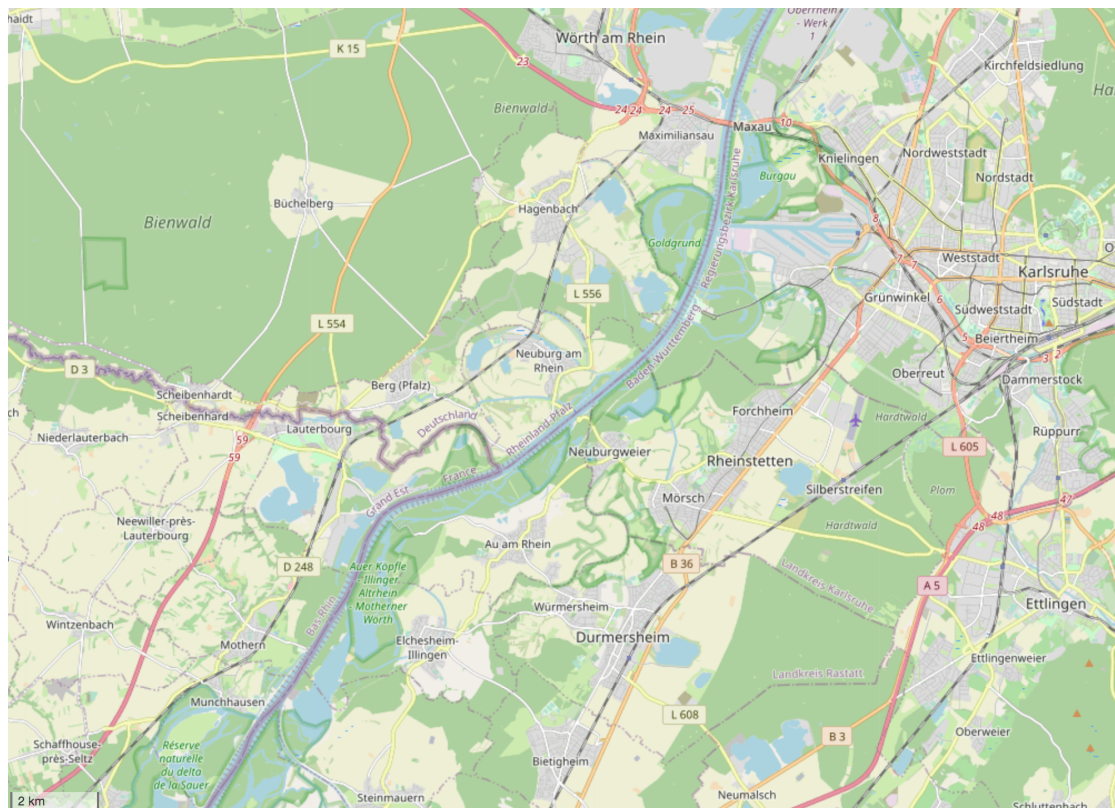 Oberrhein
- Werk
1
Wörth am Rhein
K 15
23
Kirchfeldsiedlung
Bienwald
24
24
24
25
Maxau
10
Maximiliansau
Knielingen
Nordweststadt
Nordstadt
Burgau
Büchelberg
Hagenbach
Regierungsbezirk Karlsruhe
8
Bienwald
Goldgrund
7
7
Weststadt
Karlsruhe
L 556
Grünwinkel
6
Südweststadt
Südstadt
L 554
5
Beiertheim
3
2
Neuburg am
Rhein
Baden-Württemberg
D 3
Berg (Pfalz)
Oberreut
Dammerstock
Scheibenhardt
Scheibenhard
Deutschland
Rheinland-Pfalz
Forchheim
Hardtwald
Lauterbourg
Niederlauterbach
59
59
Neuburgweier
Rüppurr
L 605
France
Rheinstetten
Grand Est
Mörsch
Silberstreifen
Plom
47
48
48
Neewiller-près-
Lauterbourg
Hardtwald
Au am Rhein
D 248
B 36
Auer Köpfle
Illinger
Altrhein
- Motherner
Wörth
Landkreis Karlsruhe
A 5
Bas-Rhin
Würmersheim
Ettlingen
Wintzenbach
Mothern
Elchesheim-
Illingen
Durmersheim
Ettlingenweier
Landkreis Rastatt
Munchhausen
L 608
Schaffhouse-
près-Seltz
Réserve
naturelle
du delta
de la Sauer
B 3
Oberweier
Bietigheim
Steinmauern
Neumalsch
Schluttenbach
2 km